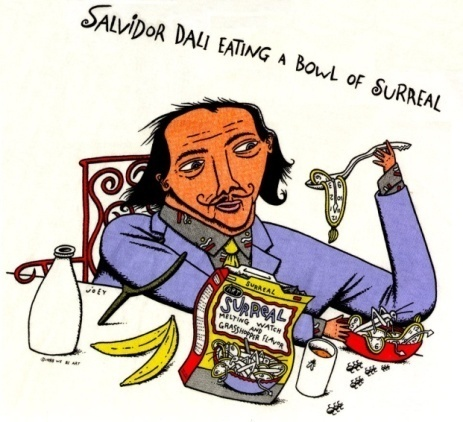 SALVIDOR DALI EATING A BOWL OF SURREAL
JOEY
SURREAL
SURREAL
MELTING WATCH
AND
GRASSHOPPER FLAVOR